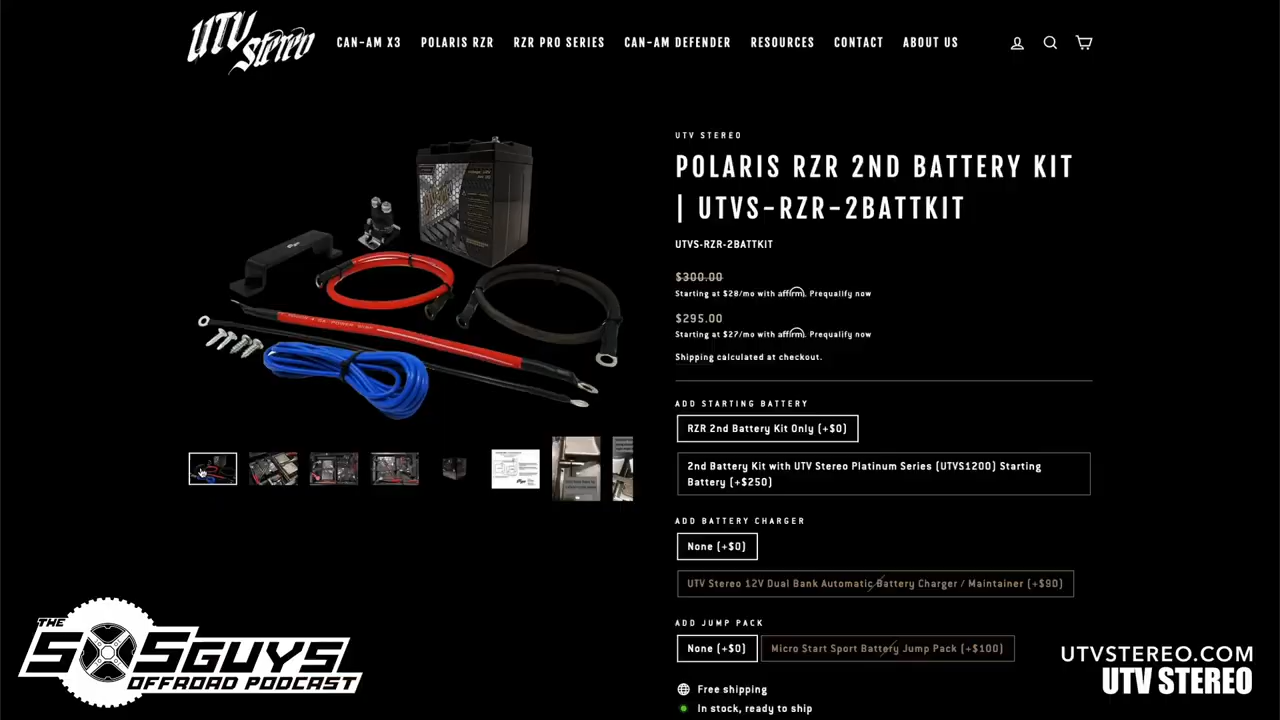 UTV Stereo
CAN-AM X3 POLARIS RZR RZR PRO SERIES CAN-AM DEFENDER RESOURCES CONTACT ABOUT US
UTV STEREO
POLARIS RZR 2ND BATTERY KIT
| UTVS-RZR-2BATTKIT
UTVS-RZR-2BATTKIT
$300.00
Starting at $28/mo with affirm. Prequalify now
$295.00
Starting at $27/mo with affirm. Prequalify now
Shipping calculated at checkout.
ADD STARTING BATTERY
RZR 2nd Battery Kit Only (+$0)
2nd Battery Kit with UTV Stereo Platinum Series (UTVS1200) Starting
Battery (+$250)
ADD BATTERY CHARGER
None (+$0)
UTV Stereo 12V Dual Bank Automatic Battery Charger / Maintainer (+$90)
ADD JUMP PACK
None (+$0) Micro Start Sport Battery Jump Pack (+$100)
Free shipping
In stock, ready to ship
THE
SXSGUYS
OFFROAD PODCAST
UTVSTEREO.COM
UTV STEREO